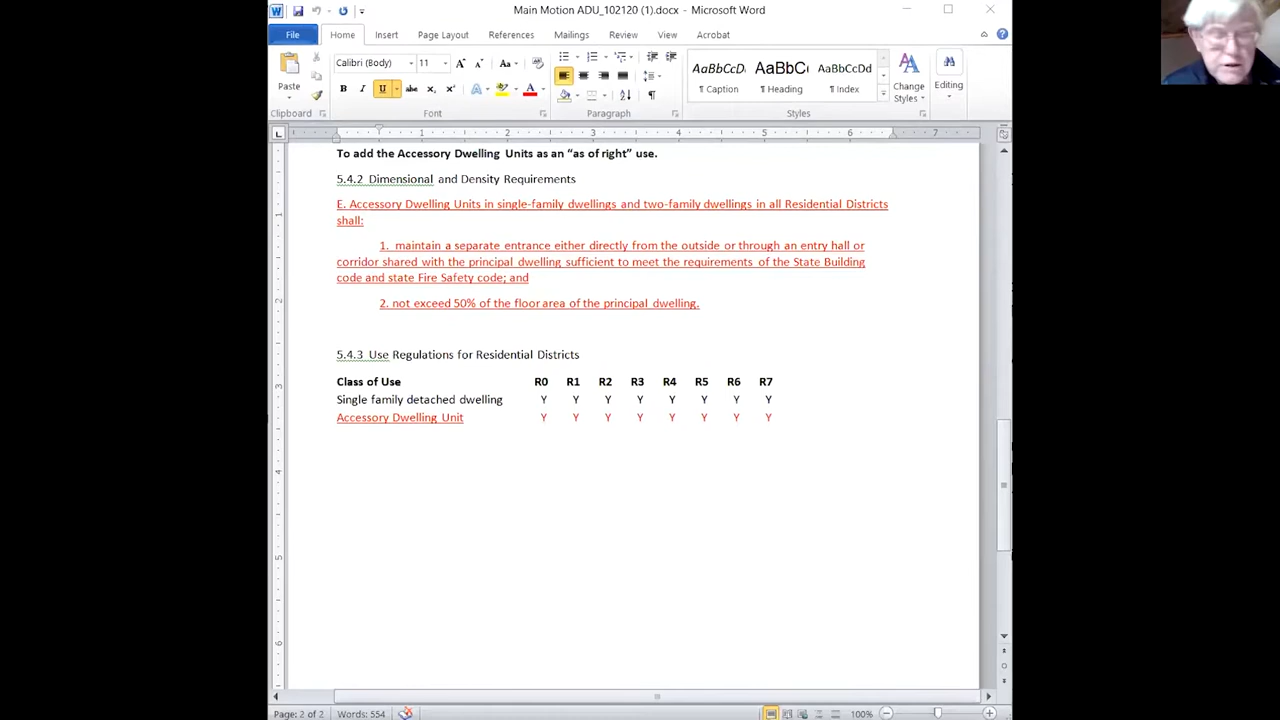 Main Motion ADU_102120 (1).docx - Microsoft Word
File Home Insert Page Layout References Mailings Review View Acrobat
Calibri (Body) 11
AaBbCcD AaBbC AaBbCcDd
Paste
¶ Caption ¶ Heading ¶ Index
Change Styles
Editing
Clipboard Font Paragraph Styles
1 2 3 4 5 6 7
To add the Accessory Dwelling Units as an “as of right” use.
5.4.2 Dimensional and Density Requirements
E. Accessory Dwelling Units in single-family dwellings and two-family dwellings in all Residential Districts
shall:
1. maintain a separate entrance either directly from the outside or through an entry hall or
corridor shared with the principal dwelling sufficient to meet the requirements of the State Building
code and state Fire Safety code; and
2. not exceed 50% of the floor area of the principal dwelling.
5.4.3 Use Regulations for Residential Districts
Class of Use R0 R1 R2 R3 R4 R5 R6 R7
Single family detached dwelling Y Y Y Y Y Y Y Y
Accessory Dwelling Unit Y Y Y Y Y Y Y Y
Page: 2 of 2 Words: 554 100%